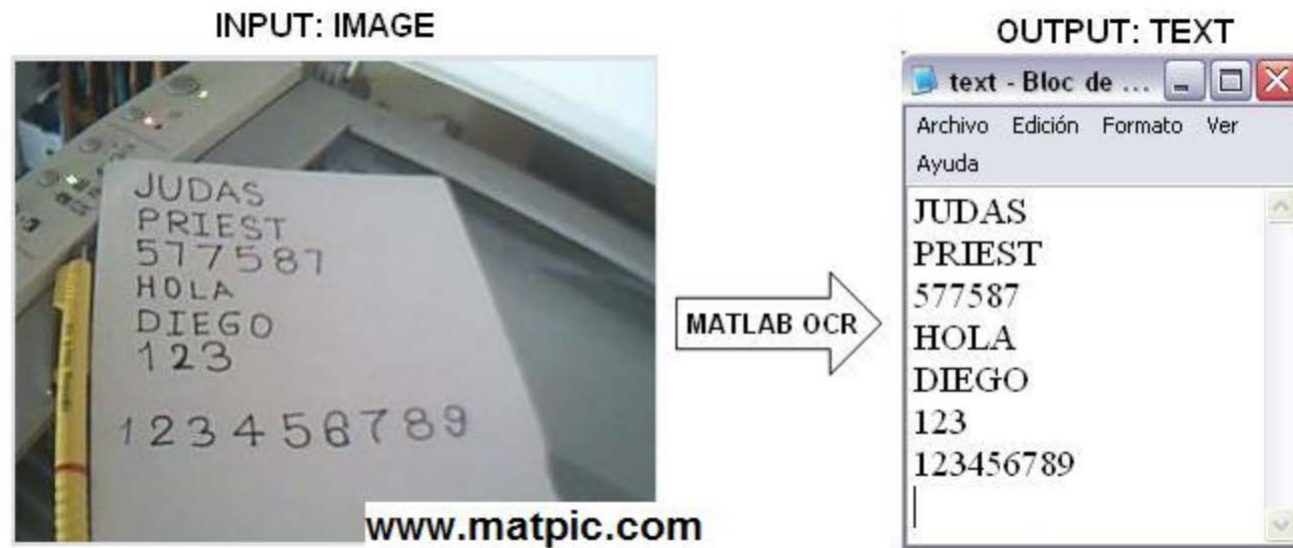 INPUT: IMAGE
JUDAS
PRIEST
577587
HOLA
DIEGO
123
123456789
www.matpic.com
MATLAB OCR
OUTPUT: TEXT
text - Bloc de ...
Archivo Edición Formato Ver
Ayuda
JUDAS
PRIEST
577587
HOLA
DIEGO
123
123456789